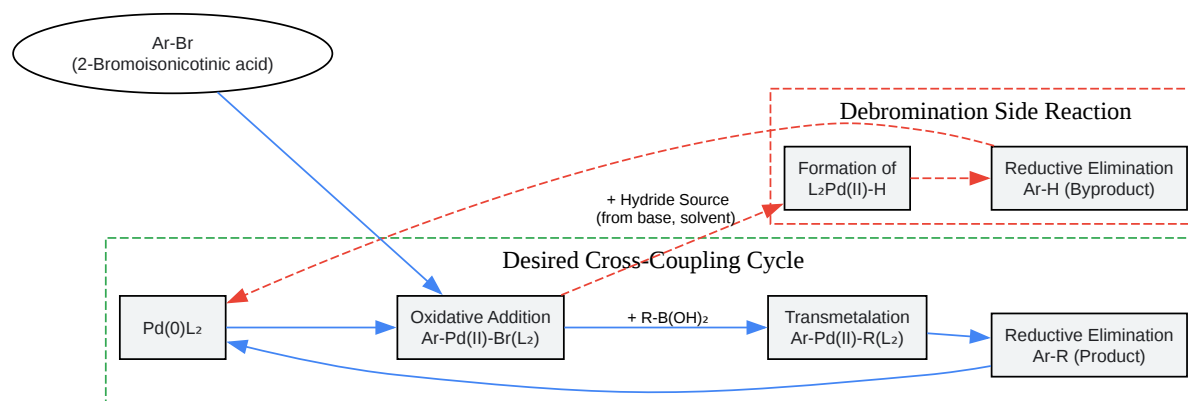 Ar-Br
(2-Bromoisonicotinic acid)
Debromination Side Reaction
Formation of
L₂Pd(II)-H
Reductive Elimination
Ar-H (Byproduct)
+ Hydride Source
(from base, solvent)
Desired Cross-Coupling Cycle
Pd(0)L₂
Oxidative Addition
Ar-Pd(II)-Br(L₂)
+ R-B(OH)₂
Transmetalation
Ar-Pd(II)-R(L₂)
Reductive Elimination
Ar-R (Product)